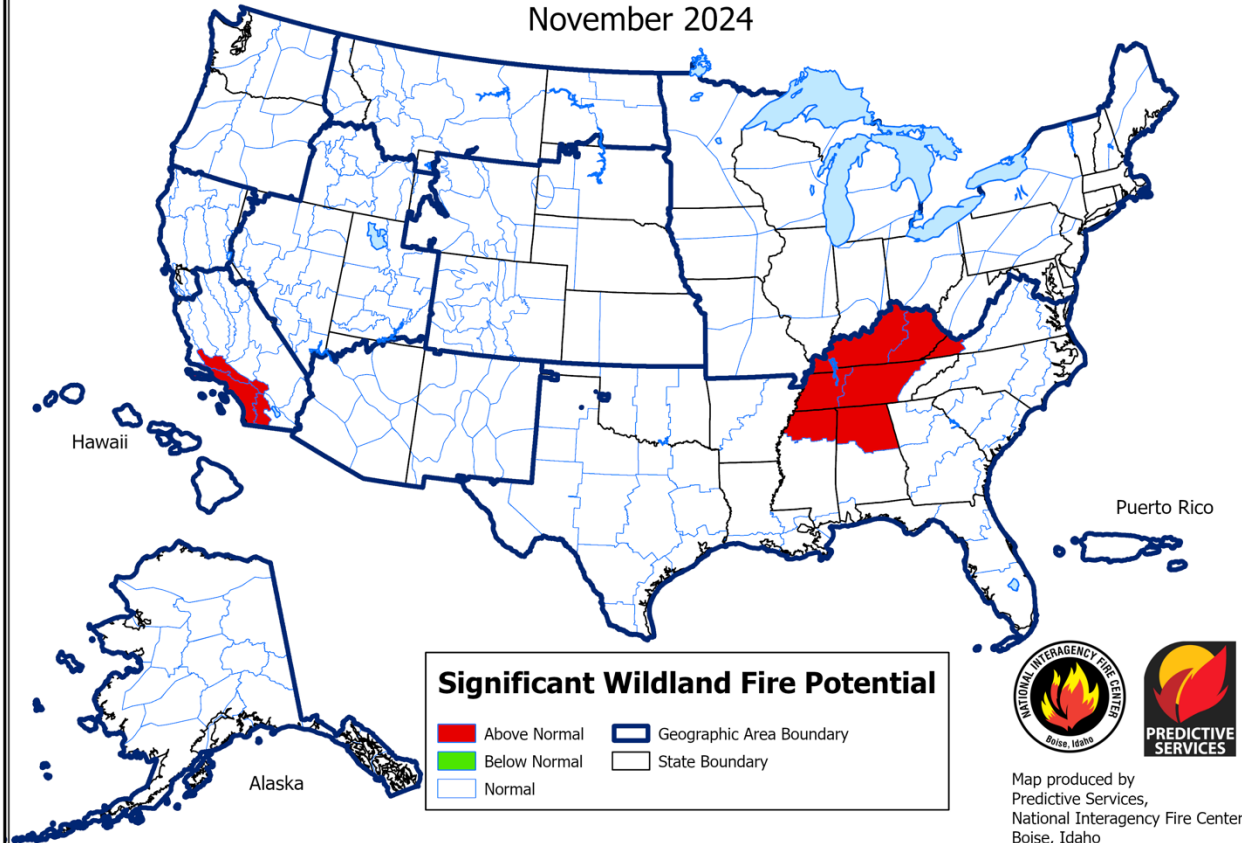 November 2024
Hawaii
Puerto Rico
Alaska
Significant Wildland Fire Potential
Above Normal
Below Normal
Normal
Geographic Area Boundary
State Boundary
NATIONAL INTERAGENCY FIRE CENTER
Boise, Idaho
PREDICTIVE
SERVICES
Map produced by
Predictive Services,
National Interagency Fire Center
Boise, Idaho